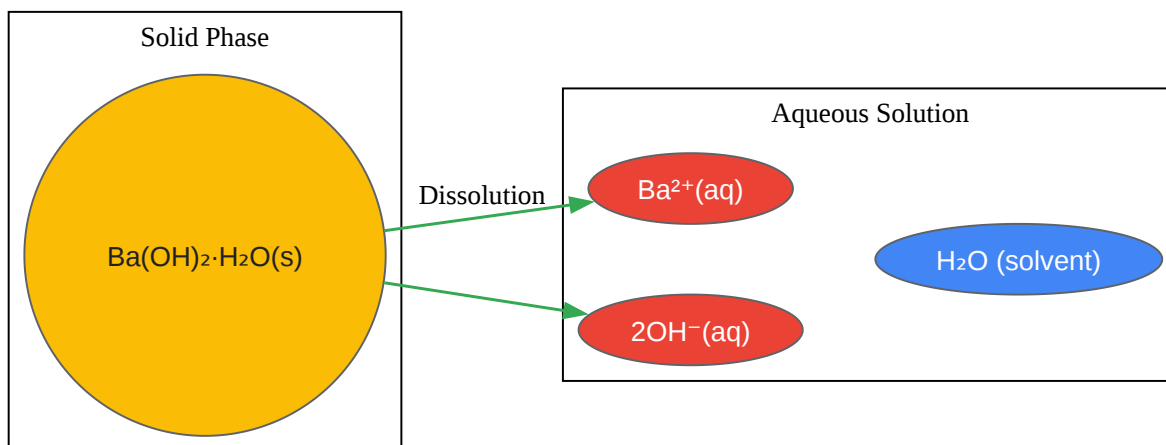 Solid Phase
Ba(OH)₂·H₂O(s)
Dissolution
Aqueous Solution
Ba²⁺(aq)
H₂O (solvent)
2OH⁻(aq)